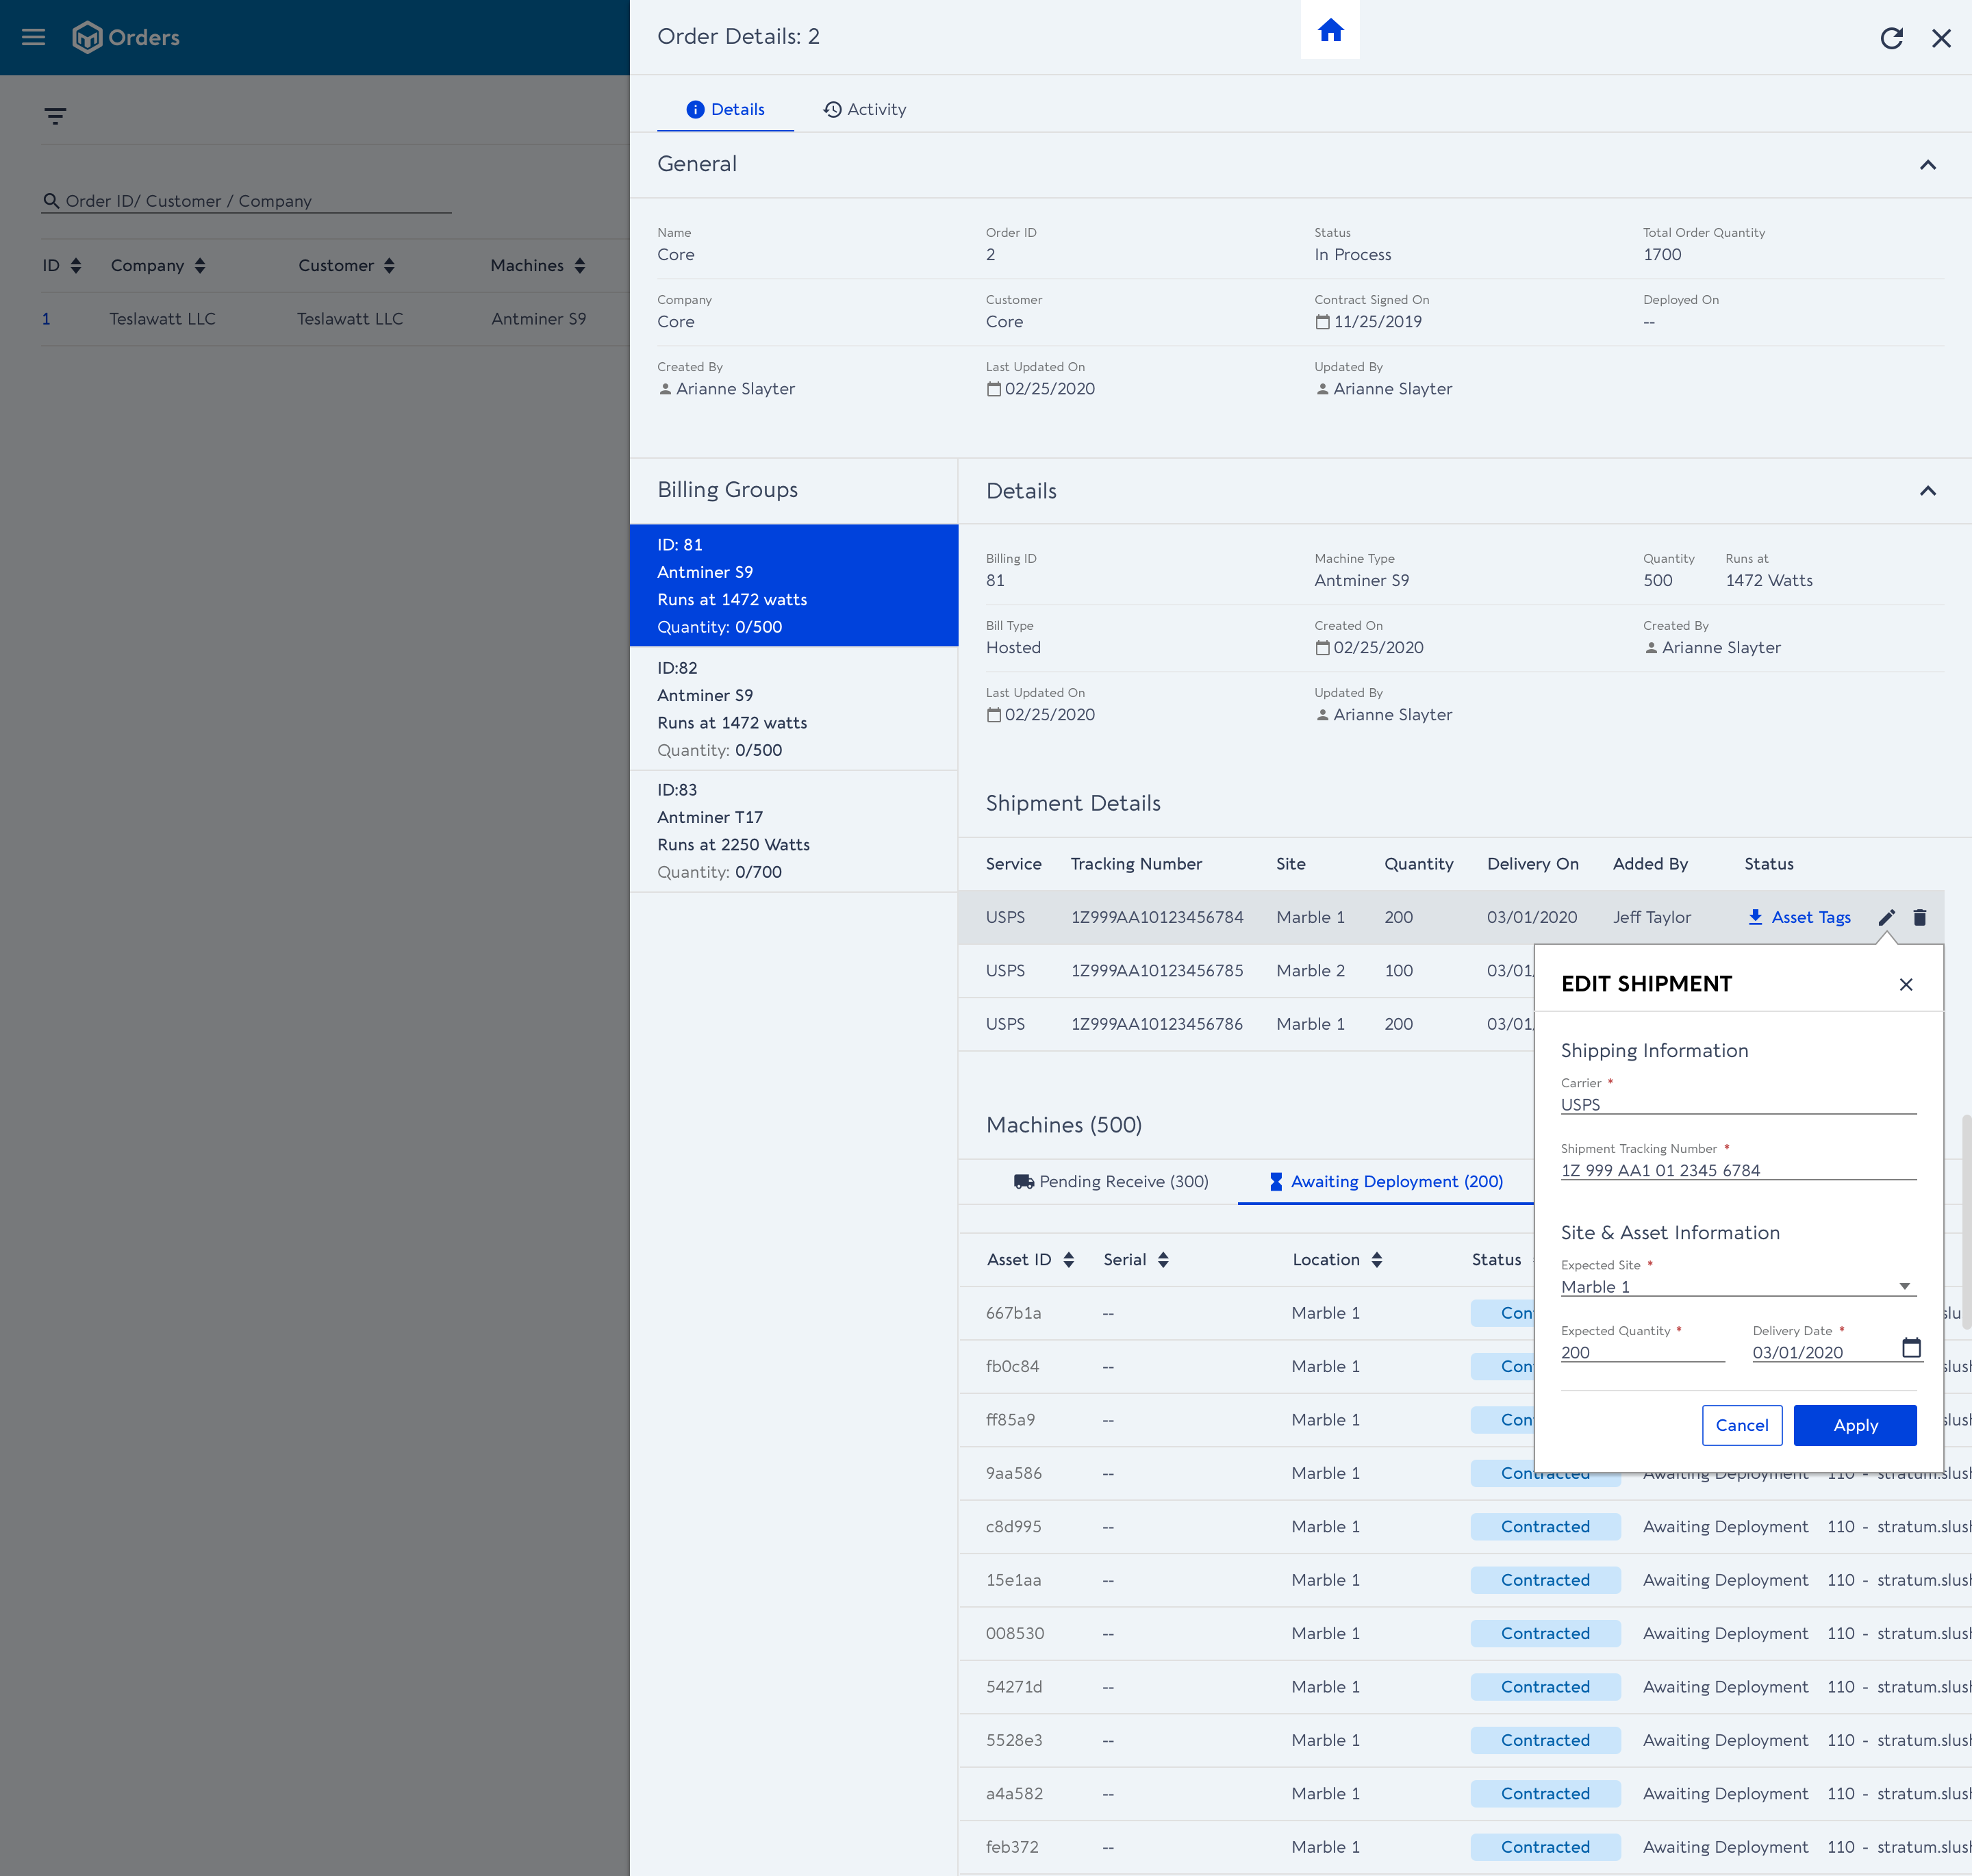 Orders
Order ID/ Customer / Company
ID Company Customer Machines
1 Teslawatt LLC Teslawatt LLC Antminer S9
Order Details: 2
Details Activity
General
Name Order ID Status Total Order Quantity
Core 2 In Process 1700
Company Customer Contract Signed On Deployed On
Core Core 11/25/2019 --
Created By Last Updated On Updated By
Arianne Slayter 02/25/2020 Arianne Slayter
Billing Groups
ID: 81
Antminer S9
Runs at 1472 watts
Quantity: 0/500
ID:82
Antminer S9
Runs at 1472 watts
Quantity: 0/500
ID:83
Antminer T17
Runs at 2250 Watts
Quantity: 0/700
Details
Billing ID Machine Type Quantity Runs at
81 Antminer S9 500 1472 Watts
Bill Type Created On Created By
Hosted 02/25/2020 Arianne Slayter
Last Updated On Updated By
02/25/2020 Arianne Slayter
Shipment Details
Service Tracking Number Site Quantity Delivery On Added By Status
USPS 1Z999AA10123456784 Marble 1 200 03/01/2020 Jeff Taylor Asset Tags
USPS 1Z999AA10123456785 Marble 2 100 03/01
USPS 1Z999AA10123456786 Marble 1 200 03/01
EDIT SHIPMENT
Shipping Information
Carrier *
USPS
Shipment Tracking Number *
1Z 999 AA1 01 2345 6784
Site & Asset Information
Expected Site *
Marble 1
Expected Quantity * Delivery Date *
200 03/01/2020
Cancel Apply
Machines (500)
Pending Receive (300) Awaiting Deployment (200)
Asset ID Serial Location Status
667b1a -- Marble 1 Con slu
fb0c84 -- Marble 1 Con slush
ff85a9 -- Marble 1 Con slush
9aa586 -- Marble 1 Contracted Awaiting Deployment 110 - stratum.slush
c8d995 -- Marble 1 Contracted Awaiting Deployment 110 - stratum.slush
15e1aa -- Marble 1 Contracted Awaiting Deployment 110 - stratum.slush
008530 -- Marble 1 Contracted Awaiting Deployment 110 - stratum.slush
54271d -- Marble 1 Contracted Awaiting Deployment 110 - stratum.slush
5528e3 -- Marble 1 Contracted Awaiting Deployment 110 - stratum.slush
a4a582 -- Marble 1 Contracted Awaiting Deployment 110 - stratum.slush
feb372 -- Marble 1 Contracted Awaiting Deployment 110 - stratum.slush